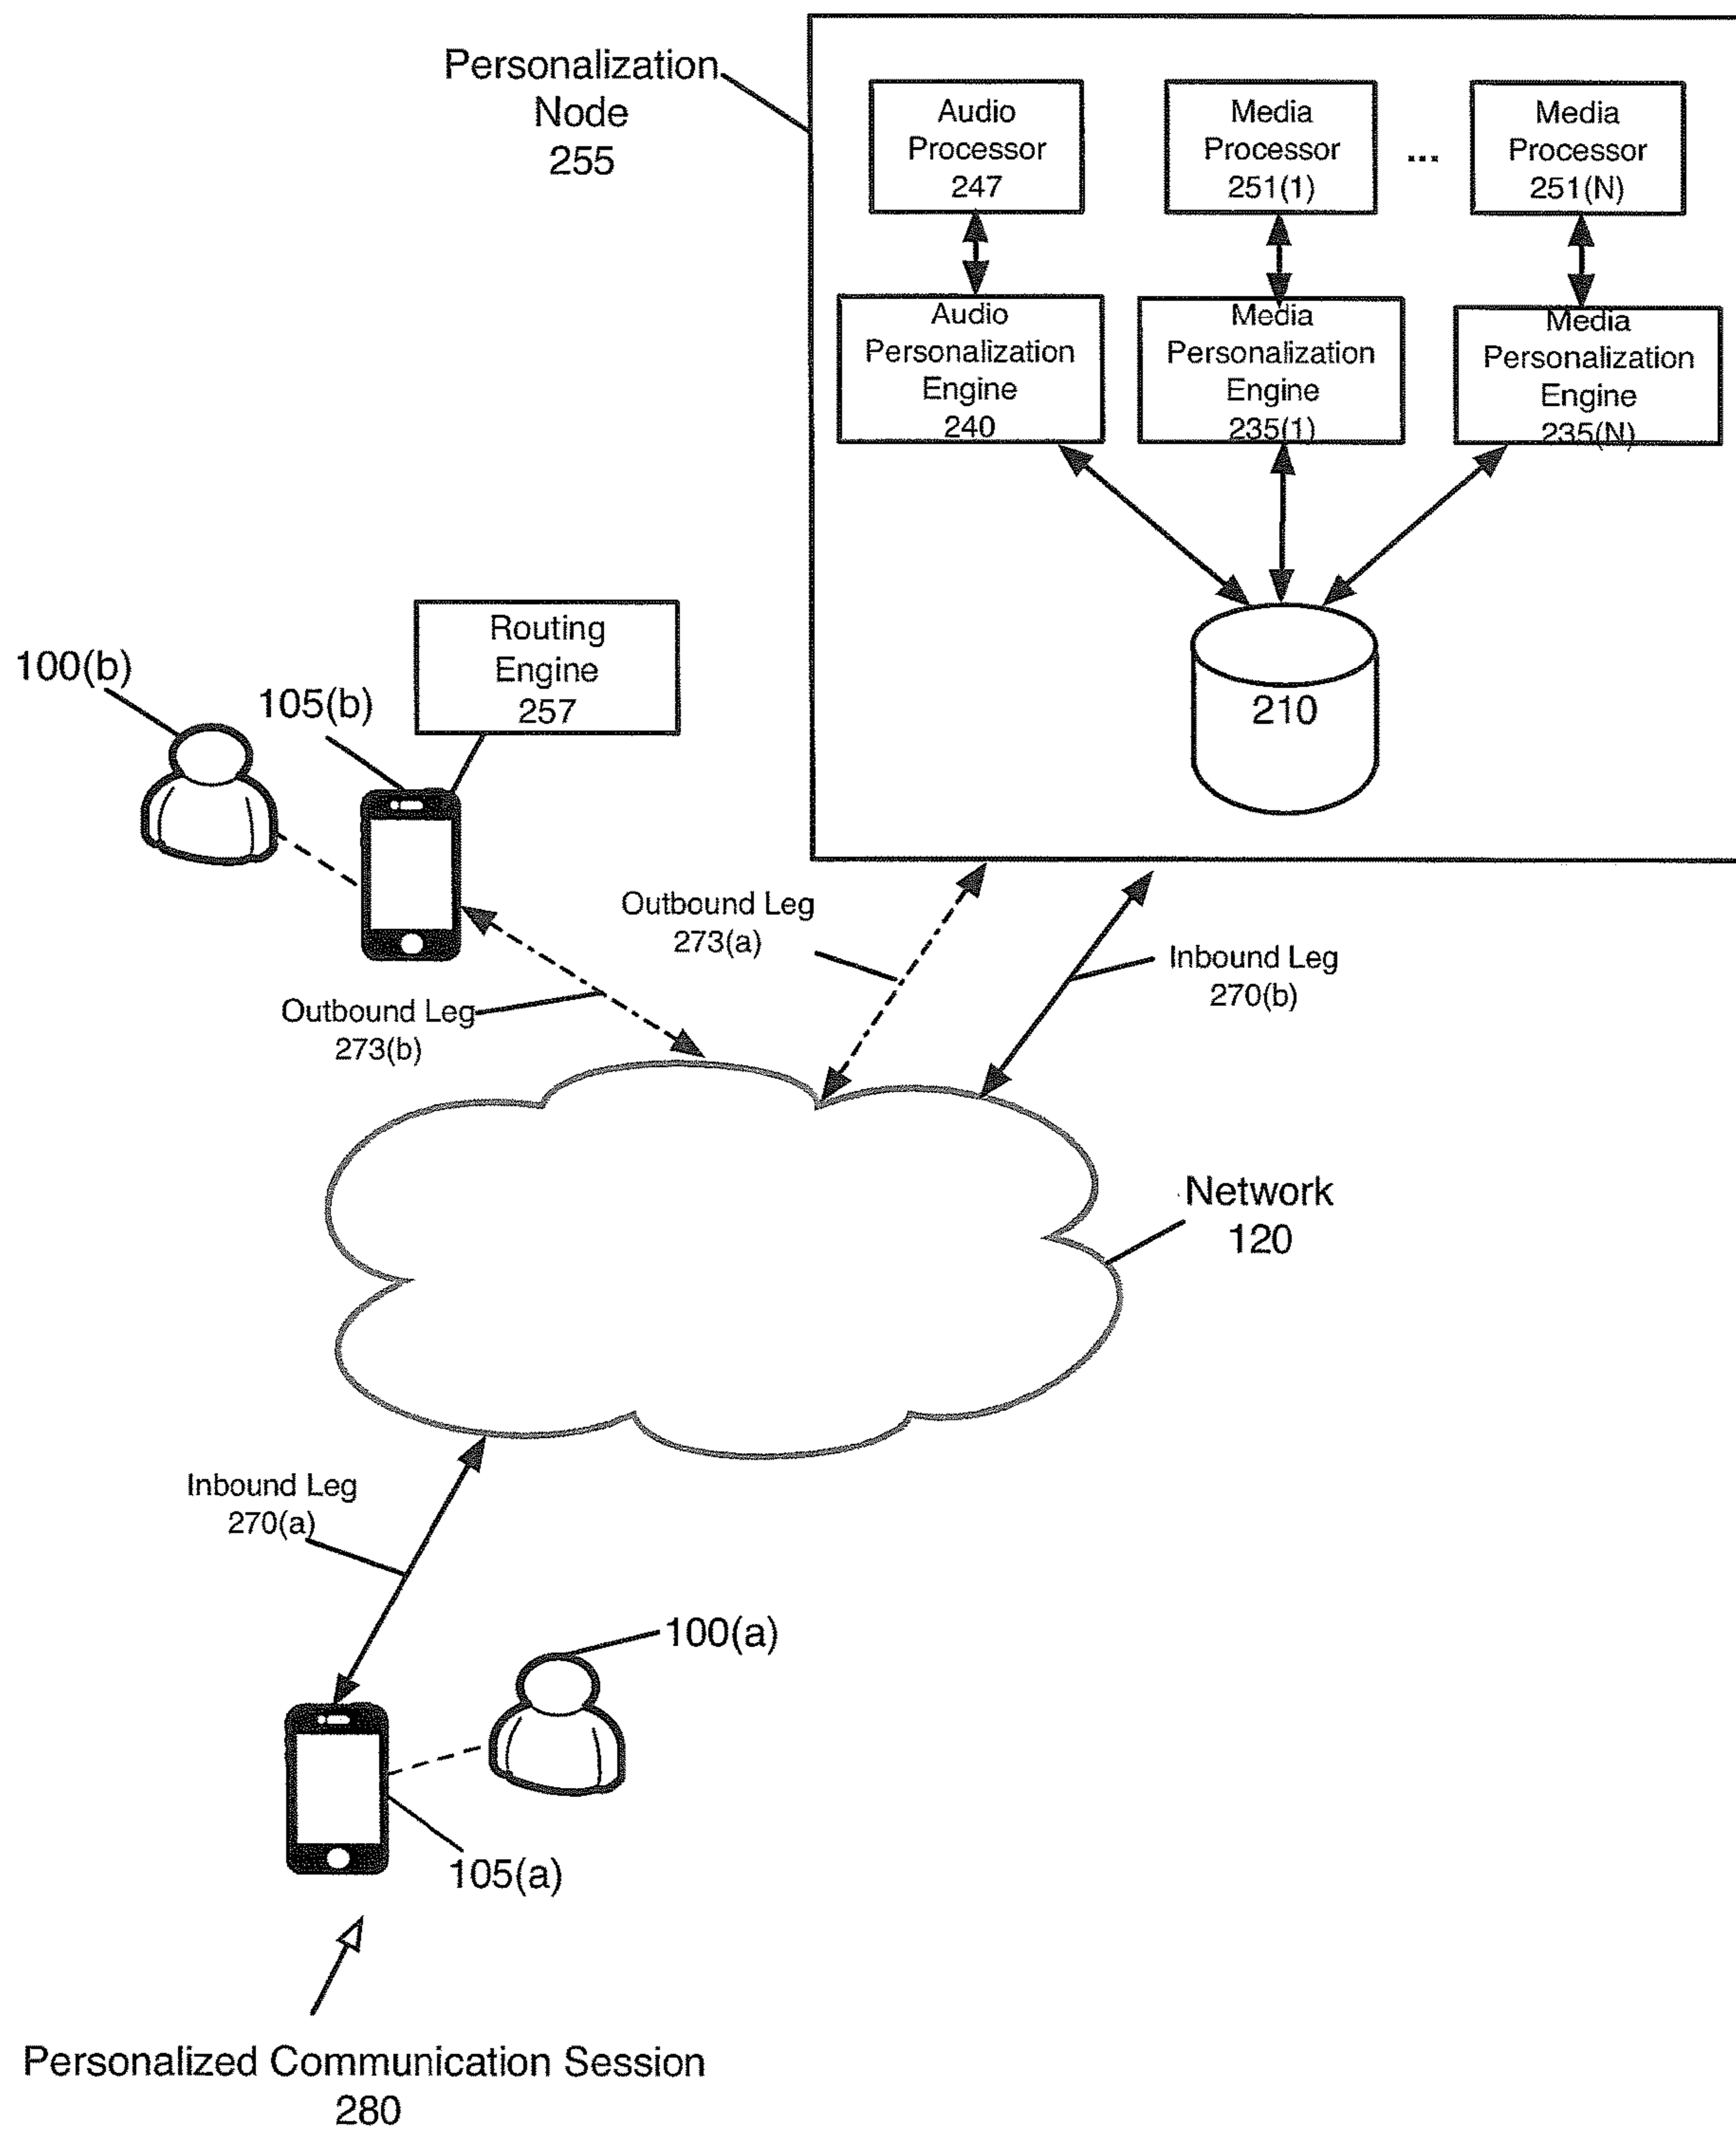 Personalization
Node
255
Audio
Processor
247
Media
Processor
251(1)
...
Media
Processor
251(N)
Audio
Personalization
Engine
240
Media
Personalization
Engine
235(1)
Media
Personalization
Engine
235(N)
210
Routing
Engine
257
100(b)
105(b)
Outbound Leg
273(a)
Inbound Leg
270(b)
Outbound Leg
273(b)
Network
120
Inbound Leg
270(a)
100(a)
105(a)
Personalized Communication Session
280